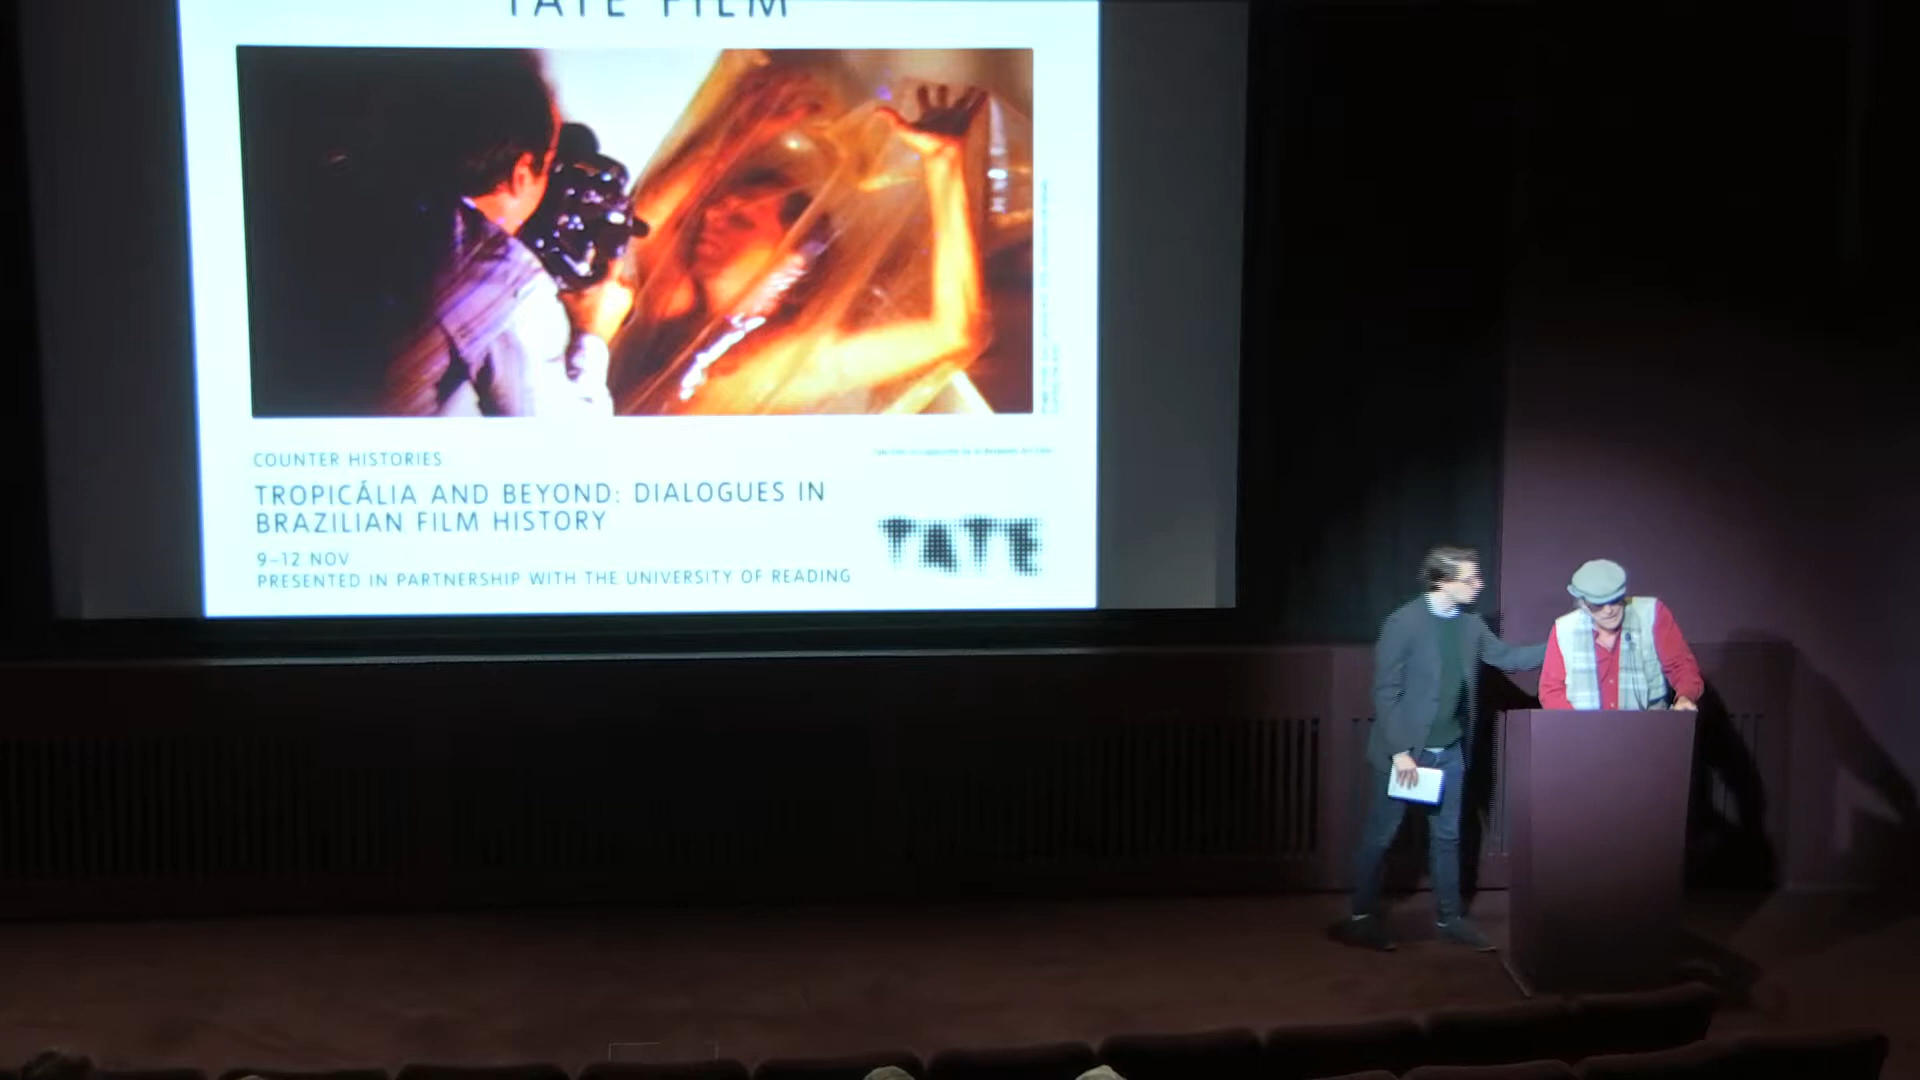 TATE FILM
COUNTER HISTORIES
TROPICÁLIA AND BEYOND: DIALOGUES IN
BRAZILIAN FILM HISTORY
9–12 NOV
PRESENTED IN PARTNERSHIP WITH THE UNIVERSITY OF READING
TATE